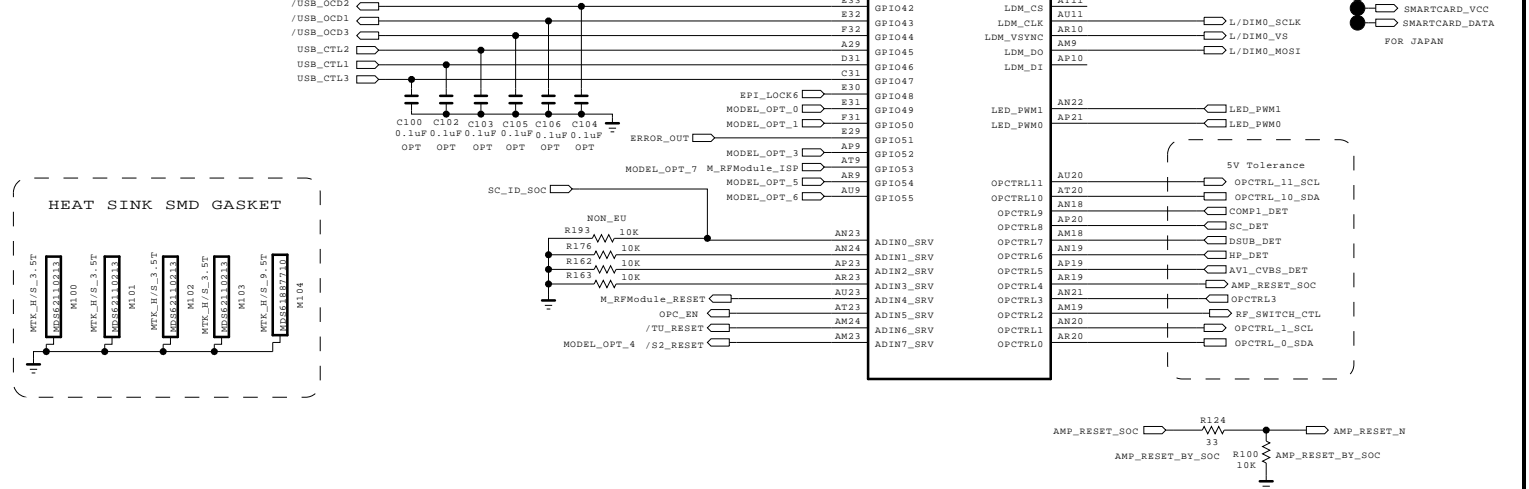 /USB_OCD2
/USB_OCD1
/USB_OCD3
USB_CTL2
USB_CTL1
USB_CTL3
E32
F32
A29
D31
C31
E30
E31
F31
E29
AP9
AT9
AR9
AU9
GPIO42
GPIO43
GPIO44
GPIO45
GPIO46
GPIO47
GPIO48
GPIO49
GPIO50
GPIO51
GPIO52
GPIO53
GPIO54
GPIO55
C100 C102 C103 C105 C106 C104
0.1uF 0.1uF 0.1uF 0.1uF 0.1uF 0.1uF
OPT OPT OPT OPT OPT OPT
EPI_LOCK6
MODEL_OPT_0
MODEL_OPT_1
ERROR_OUT
MODEL_OPT_3
MODEL_OPT_7 M_RFModule_ISP
MODEL_OPT_5
MODEL_OPT_6
SC_ID_SOC
NON_EU
R193 10K
R176 10K
R162 10K
R163 10K
M_RFModule_RESET
OPC_EN
/TU_RESET
MODEL_OPT_4 /S2_RESET
AN23
AN24
AP23
AR23
AU23
AT23
AM24
AM23
ADIN0_SRV
ADIN1_SRV
ADIN2_SRV
ADIN3_SRV
ADIN4_SRV
ADIN5_SRV
ADIN6_SRV
ADIN7_SRV
LDM_CS
LDM_CLK
LDM_VSYNC
LDM_DO
LDM_DI
AU11
AR10
AM9
AP10
L/DIM0_SCLK
L/DIM0_VS
L/DIM0_MOSI
SMARTCARD_VCC
SMARTCARD_DATA
FOR JAPAN
LED_PWM1 AN22 LED_PWM1
LED_PWM0 AP21 LED_PWM0
5V Tolerance
OPCTRL11 AU20 OPCTRL_11_SCL
OPCTRL10 AT20 OPCTRL_10_SDA
OPCTRL9 AN18 COMP1_DET
OPCTRL8 AP20 SC_DET
OPCTRL7 AM18 DSUB_DET
OPCTRL6 AN19 HP_DET
OPCTRL5 AP19 AV1_CVBS_DET
OPCTRL4 AR19 AMP_RESET_SOC
OPCTRL3 AN21 OPCTRL3
OPCTRL2 AM19 RF_SWITCH_CTL
OPCTRL1 AN20 OPCTRL_1_SCL
OPCTRL0 AR20 OPCTRL_0_SDA
HEAT SINK SMD GASKET
MTK_H/S_3.5T MDS62110213 M100
MTK_H/S_3.5T MDS62110213 M101
MTK_H/S_3.5T MDS62110213 M102
MTK_H/S_3.5T MDS62110213 M103
MTK_H/S_9.5T MDS61887710 M104
AMP_RESET_SOC R124 AMP_RESET_N
33
AMP_RESET_BY_SOC R100 AMP_RESET_BY_SOC
10K